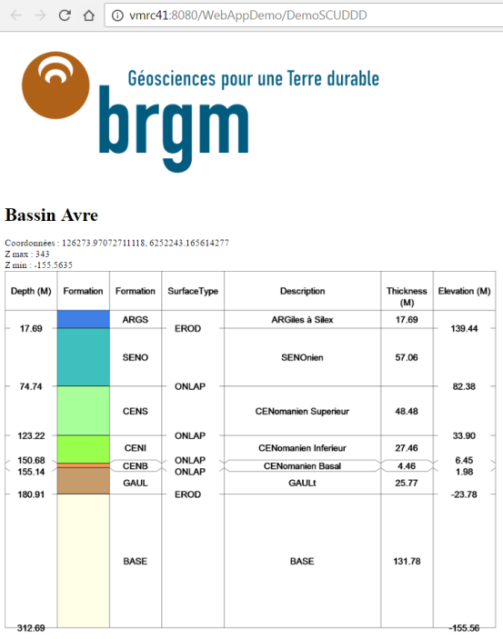 vmrc41:8080/WebAppDemo/DemoSCUDDD
Géosciences pour une Terre durable
brgm
Bassin Avre
Coordonnées : 126273.97072711118, 6252243.165614277
Z max : 343
Z min : -155.5635
Depth (M) Formation Formation SurfaceType Description Thickness (M) Elevation (M)
ARGS ARGiles à Silex 17.69
17.69 EROD 139.44
SENO SENOnien 57.06
74.74 ONLAP 82.38
CENS CENomanien Superieur 48.48
123.22 ONLAP 33.90
CENI CENomanien Inferieur 27.46
150.68 ONLAP 6.45
CENB CENomanien Basal 4.46
155.14 ONLAP 1.98
GAUL GAULt 25.77
180.91 EROD -23.78
BASE BASE 131.78
312.69 -155.56